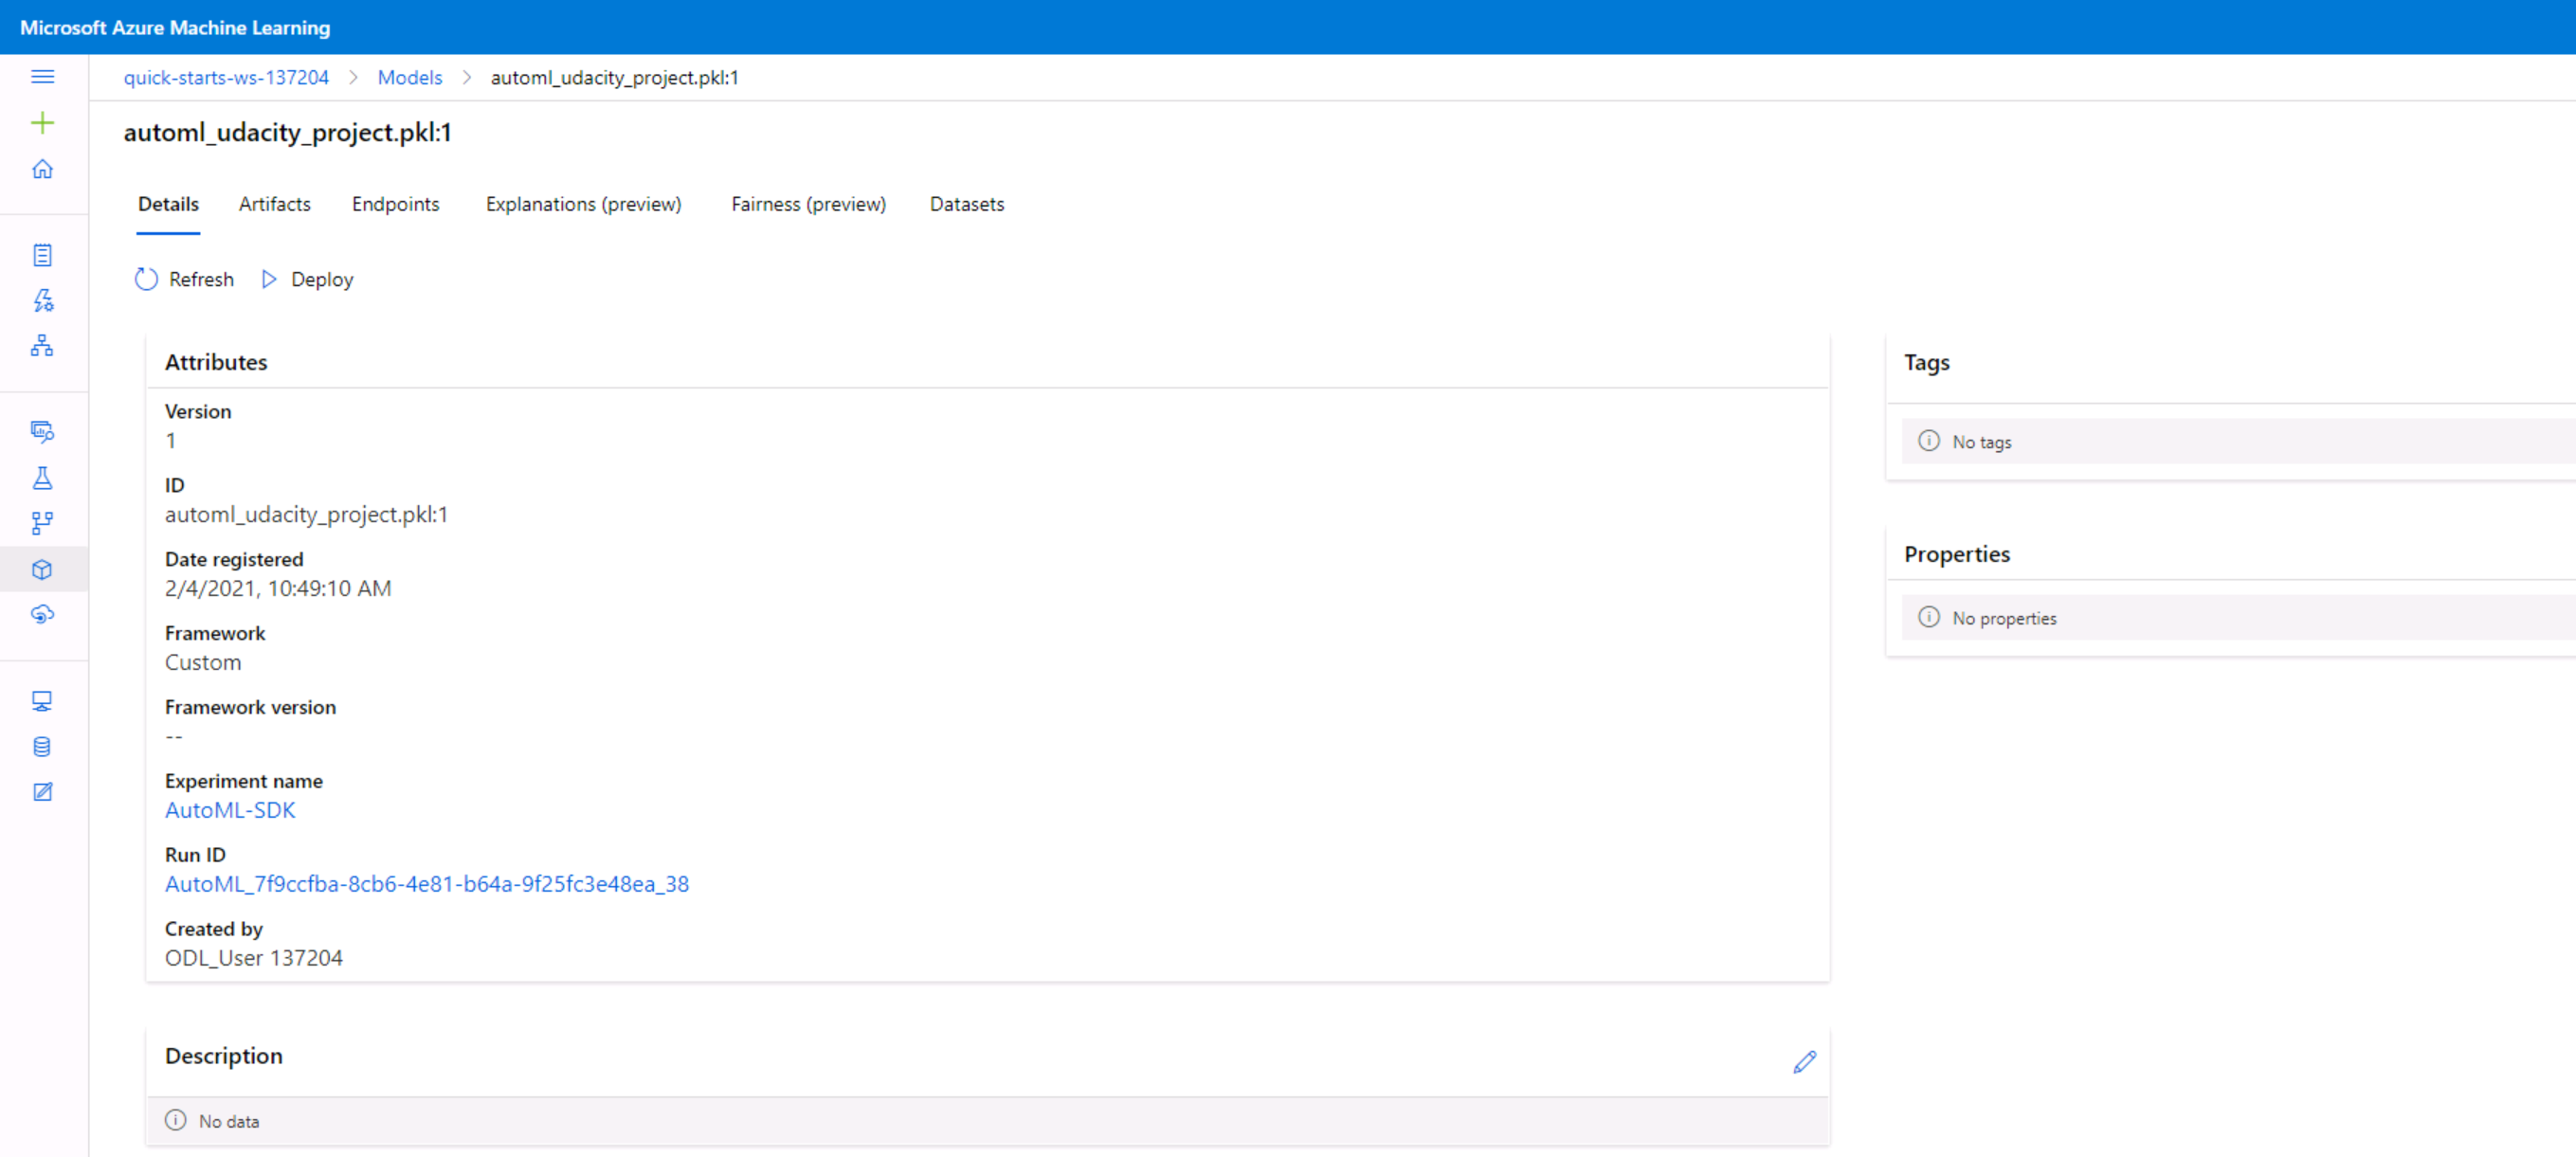 Microsoft Azure Machine Learning
quick-starts-ws-137204 > Models > automl_udacity_project.pkl:1
automl_udacity_project.pkl:1
Details Artifacts Endpoints Explanations (preview) Fairness (preview) Datasets
Refresh Deploy
Attributes
Version
1
ID
automl_udacity_project.pkl:1
Date registered
2/4/2021, 10:49:10 AM
Framework
Custom
Framework version
--
Experiment name
AutoML-SDK
Run ID
AutoML_7f9ccfba-8cb6-4e81-b64a-9f25fc3e48ea_38
Created by
ODL_User 137204
Description
No data
Tags
No tags
Properties
No properties